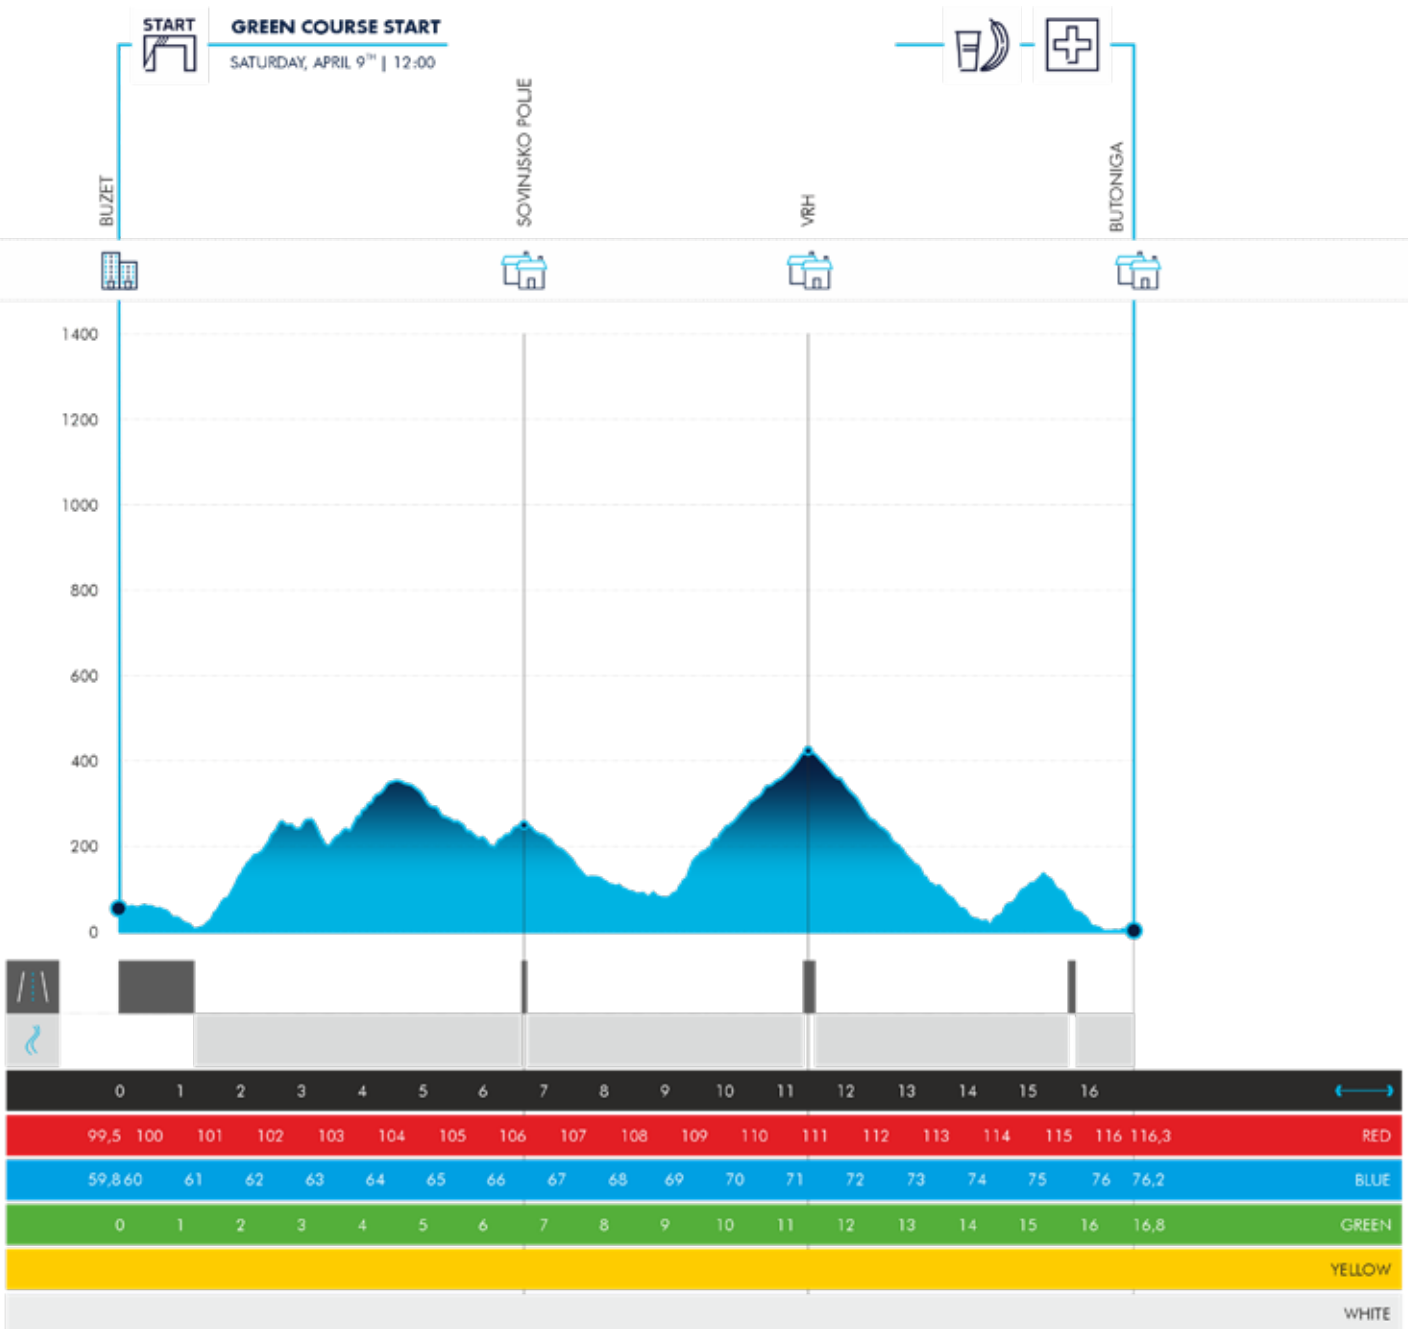 START
GREEN COURSE START
SATURDAY, APRIL 9TH | 12:00
BUZET
SOVINJSKO POLJE
VRH
BUTONIGA
1400
1200
1000
800
600
400
200
0
0 1 2 3 4 5 6 7 8 9 10 11 12 13 14 15 16
99,5 100 101 102 103 104 105 106 107 108 109 110 111 112 113 114 115 116 116,3 RED
59,8 60 61 62 63 64 65 66 67 68 69 70 71 72 73 74 75 76 76,2 BLUE
0 1 2 3 4 5 6 7 8 9 10 11 12 13 14 15 16 16,8 GREEN
YELLOW
WHITE